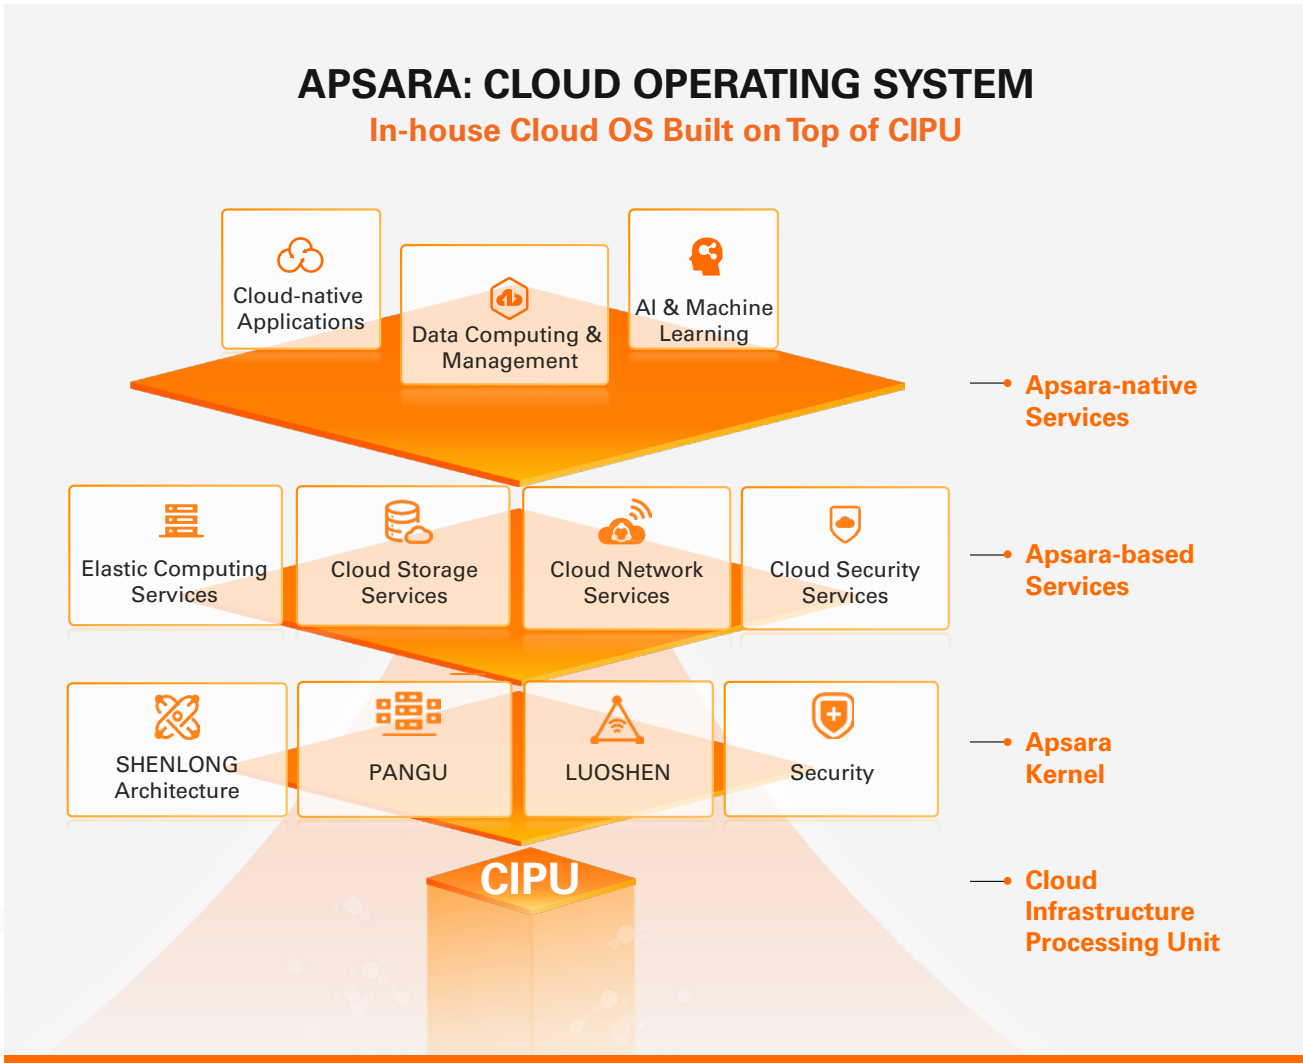 APSARA: CLOUD OPERATING SYSTEM
In-house Cloud OS Built on Top of CIPU
Cloud-native
Applications
Data Computing &
Management
AI & Machine
Learning
Apsara-native
Services
Elastic Computing
Services
Cloud Storage
Services
Cloud Network
Services
Cloud Security
Services
Apsara-based
Services
SHENLONG
Architecture
PANGU
LUOSHEN
Security
Apsara
Kernel
CIPU
Cloud
Infrastructure
Processing Unit